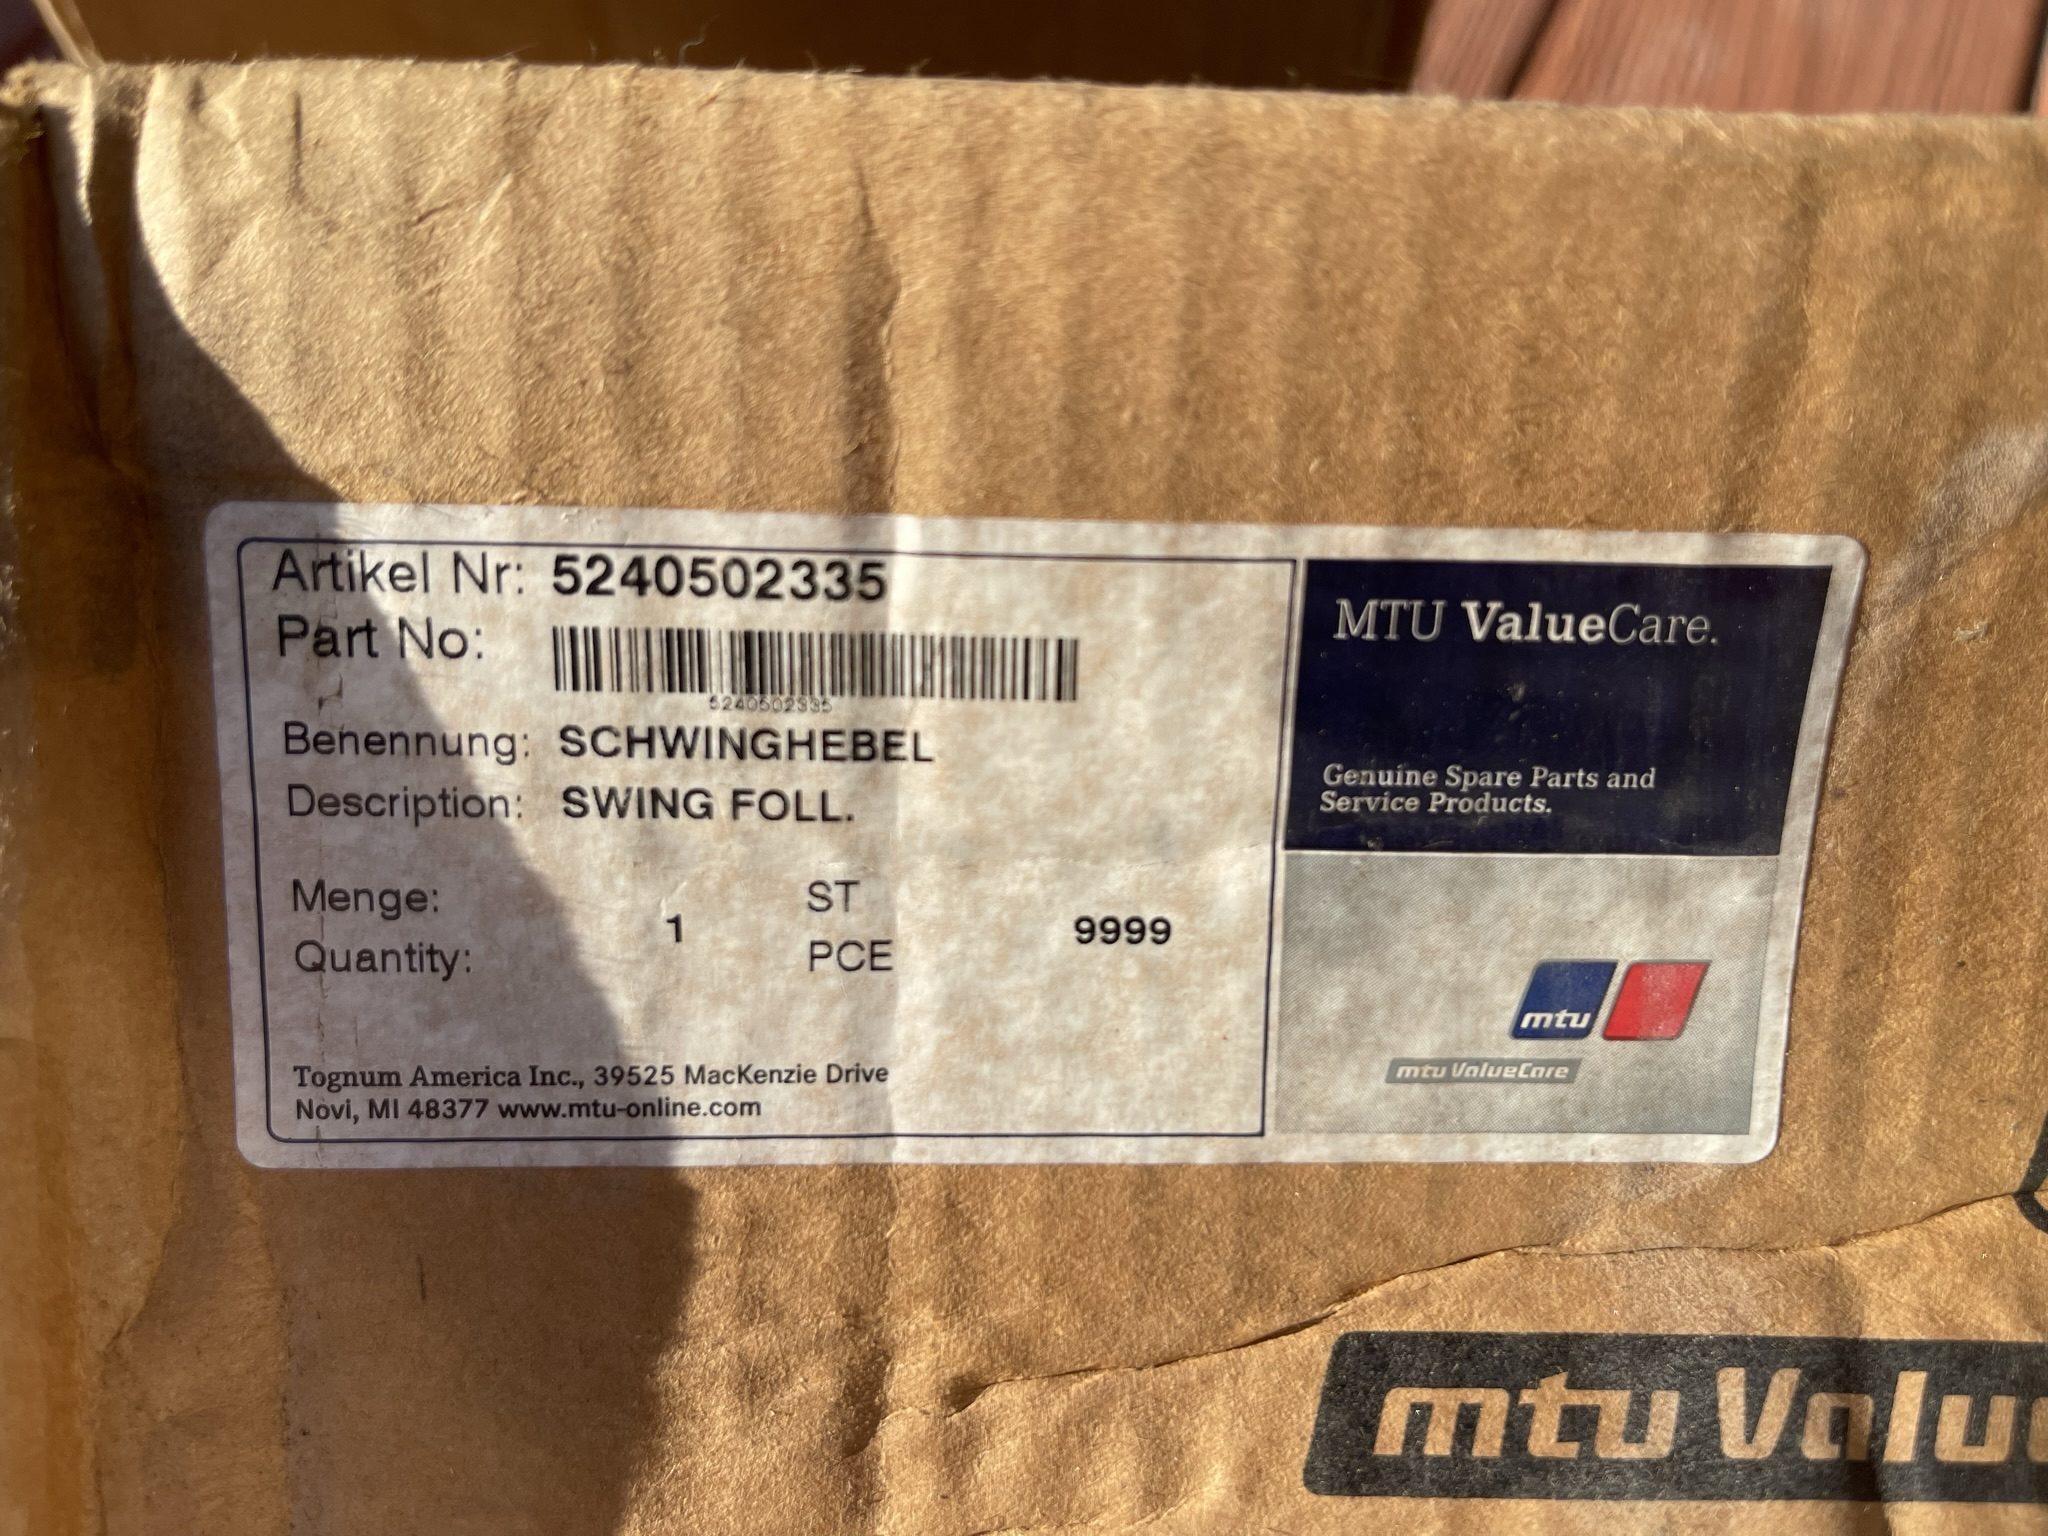 Artikel Nr: 5240502335
Part No:
5240502335
Benennung: SCHWINGHEBEL
Description: SWING FOLL.
Menge: 1 ST 9999
Quantity: PCE
Tognum America Inc., 39525 MacKenzie Drive
Novi, MI 48377 www.mtu-online.com
MTU ValueCare.
Genuine Spare Parts and
Service Products.
mtu
mtu ValueCare
mtu Valu